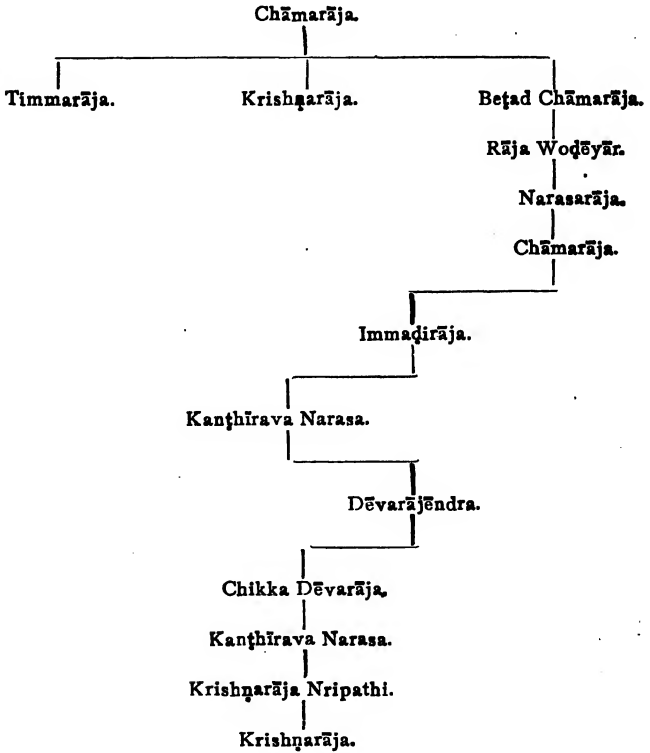 Chāmarāja.
Timmarāja. Krishṇarāja. Beṭad Chāmarāja.
Rāja Woḍēyār.
Narasarāja.
Chāmarāja.
Immaḍirāja.
Kanṭhīrava Narasa.
Dēvarājēndra.
Chikka Dēvarāja.
Kanṭhīrava Narasa.
Krishṇarāja Nripathi.
Krishṇarāja.